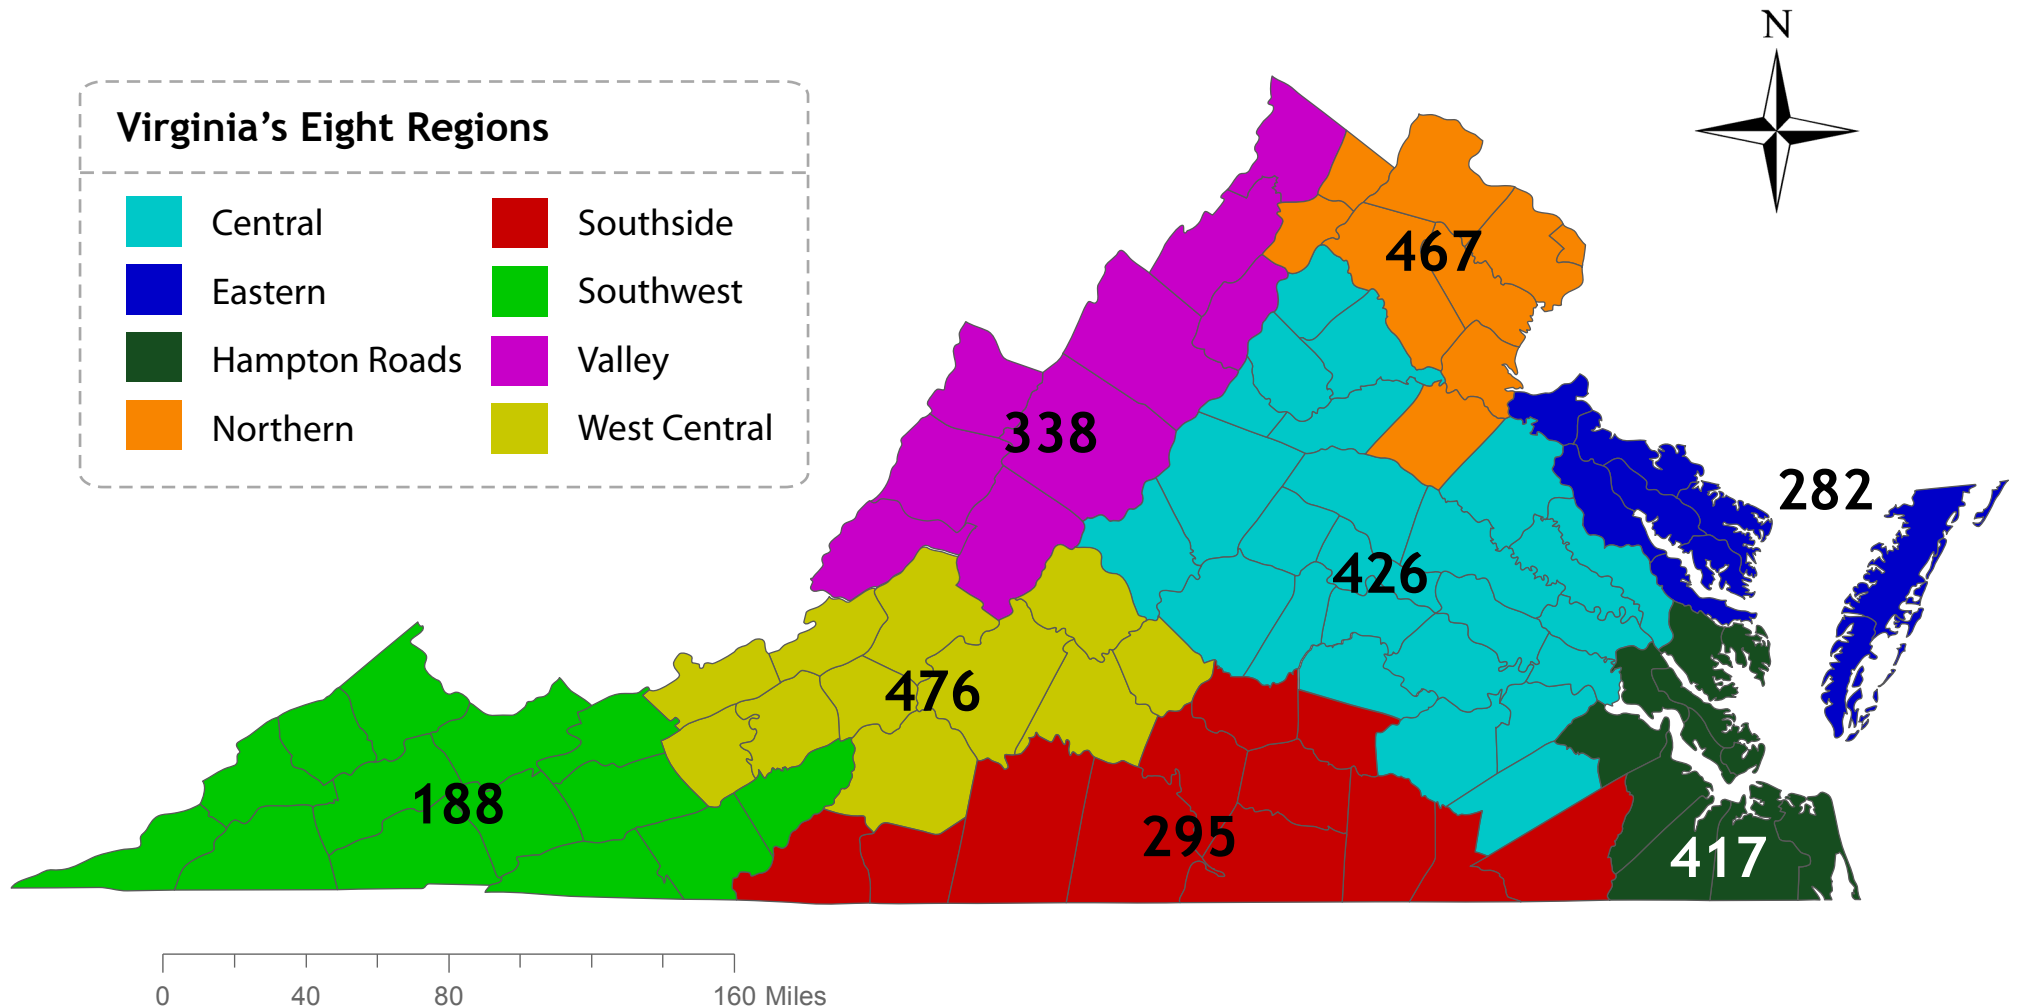 N
Virginia’s Eight Regions
Central
Southside
Eastern
Southwest
Hampton Roads
Valley
Northern
West Central
467
338
282
426
476
188
295
417
0 40 80 160 Miles